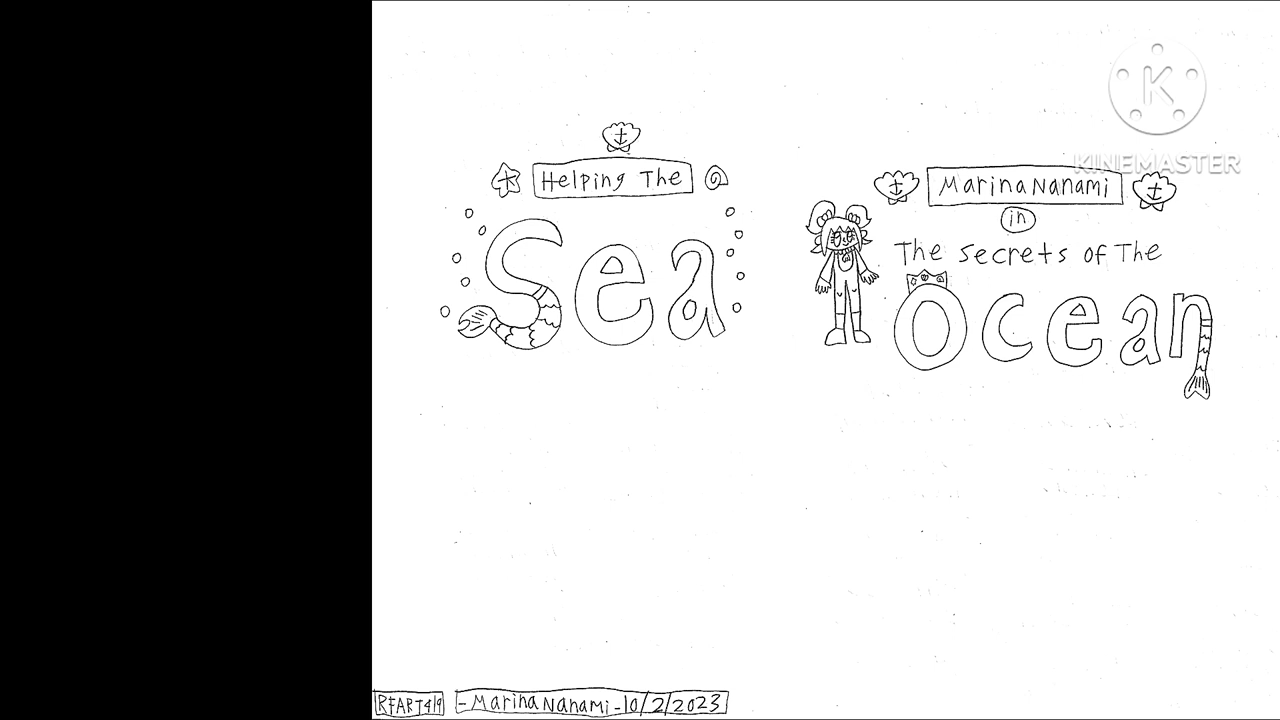 Helping The
Sea
Marina Nanami
in
The Secrets of The
Ocean
K
KINEMASTER
RFART419
-Marina Nanami-10/2/2023